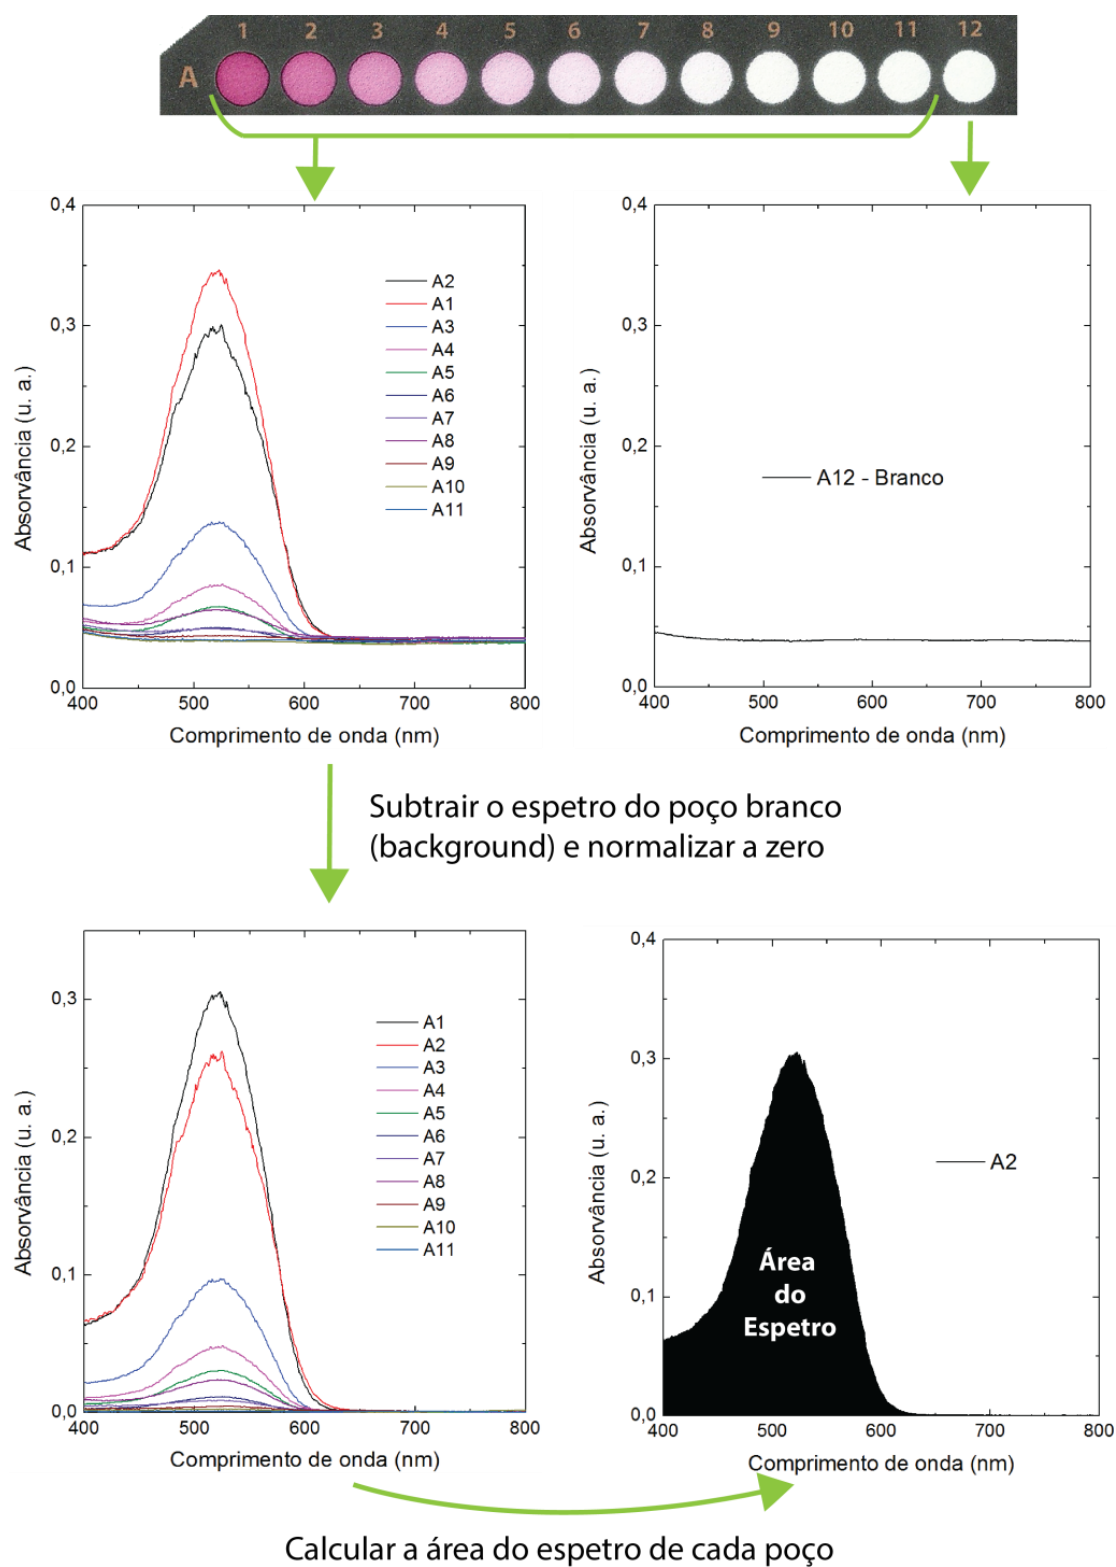 1 2 3 4 5 6 7 8 9 10 11 12
A
0,4
0,3
0,2
0,1
0,0
400 500 600 700 800
Absorvância (u. a.)
Comprimento de onda (nm)
A2
A1
A3
A4
A5
A6
A7
A8
A9
A10
A11
0,4
0,3
0,2
0,1
0,0
400 500 600 700 800
Absorvância (u. a.)
Comprimento de onda (nm)
A12 - Branco
Subtrair o espetro do poço branco
(background) e normalizar a zero
0,3
0,2
0,1
0,0
400 500 600 700 800
Absorvância (u. a.)
Comprimento de onda (nm)
A1
A2
A3
A4
A5
A6
A7
A8
A9
A10
A11
0,4
0,3
0,2
0,1
0,0
400 500 600 700 800
Absorvância (u. a.)
Comprimento de onda (nm)
A2
Área
do
Espetro
Calcular a área do espetro de cada poço